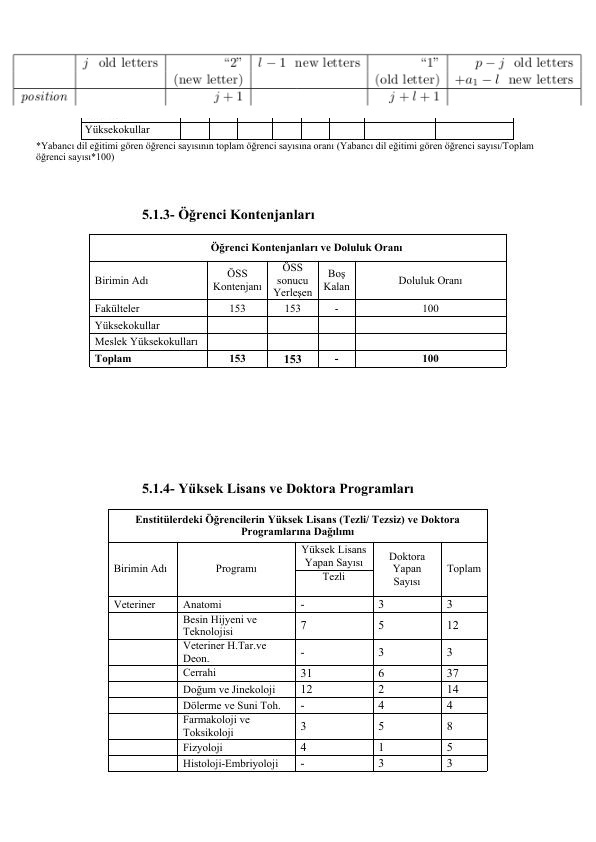 j old letters “2” l − 1 new letters “1” p − j old letters
(new letter) (old letter) +a₁ − l new letters
position j + 1 j + l + 1
Yüksekokullar
*Yabancı dil eğitimi gören öğrenci sayısının toplam öğrenci sayısına oranı (Yabancı dil eğitimi gören öğrenci sayısı/Toplam
öğrenci sayısı*100)
5.1.3- Öğrenci Kontenjanları
Öğrenci Kontenjanları ve Doluluk Oranı
Birimin Adı
ÖSS
Kontenjanı
ÖSS
sonucu
Yerleşen
Boş
Kalan
Doluluk Oranı
Fakülteler 153 153 - 100
Yüksekokullar
Meslek Yüksekokulları
Toplam 153 153 - 100
5.1.4- Yüksek Lisans ve Doktora Programları
Enstitülerdeki Öğrencilerin Yüksek Lisans (Tezli/ Tezsiz) ve Doktora
Programlarına Dağılımı
Birimin Adı
Programı
Yüksek Lisans
Yapan Sayısı
Tezli
Doktora
Yapan
Sayısı
Toplam
Veteriner Anatomi - 3 3
Besin Hijyeni ve
Teknolojisi 7 5 12
Veteriner H.Tar.ve
Deon. - 3 3
Cerrahi 31 6 37
Doğum ve Jinekoloji 12 2 14
Dölerme ve Suni Toh. - 4 4
Farmakoloji ve
Toksikoloji 3 5 8
Fizyoloji 4 1 5
Histoloji-Embriyoloji - 3 3